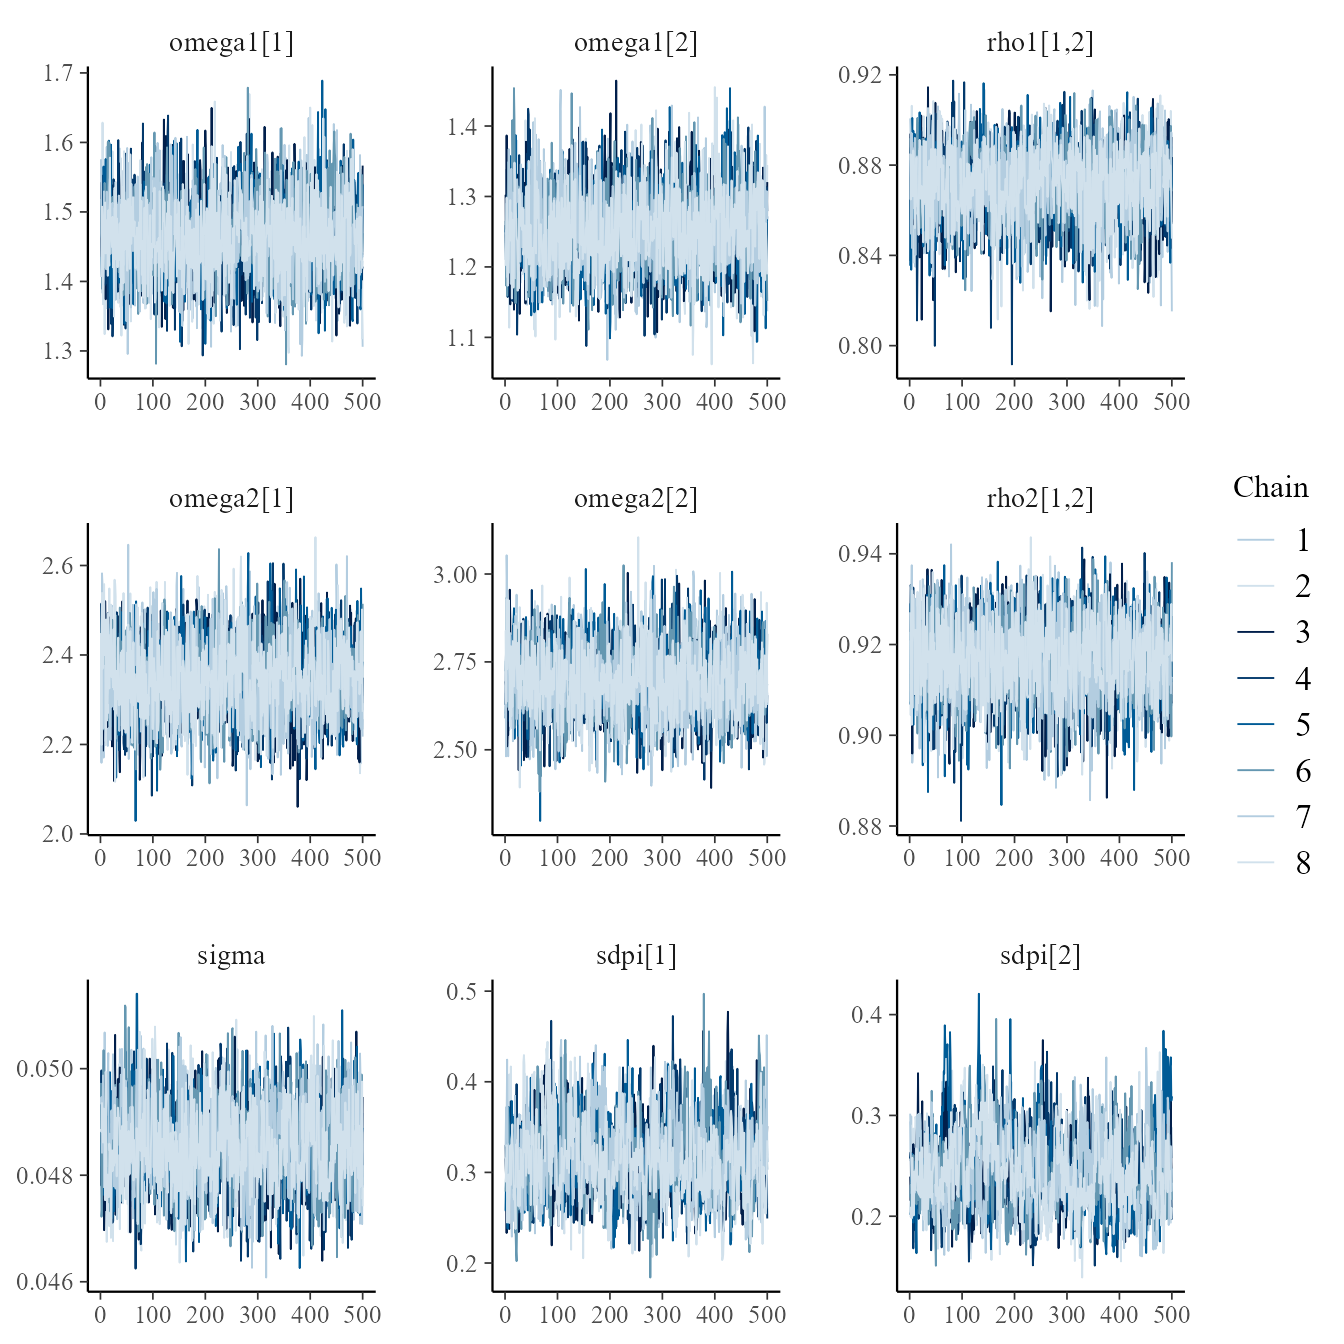 omega1[1]
1.7
1.6
1.5
1.4
1.3
0 100 200 300 400 500
omega1[2]
1.4
1.3
1.2
1.1
0 100 200 300 400 500
rho1[1,2]
0.92
0.88
0.84
0.80
0 100 200 300 400 500
omega2[1]
2.6
2.4
2.2
2.0
0 100 200 300 400 500
omega2[2]
3.00
2.75
2.50
0 100 200 300 400 500
rho2[1,2]
0.94
0.92
0.90
0.88
0 100 200 300 400 500
sigma
0.050
0.048
0.046
0 100 200 300 400 500
sdpi[1]
0.5
0.4
0.3
0.2
0 100 200 300 400 500
sdpi[2]
0.4
0.3
0.2
0 100 200 300 400 500
Chain
1
2
3
4
5
6
7
8